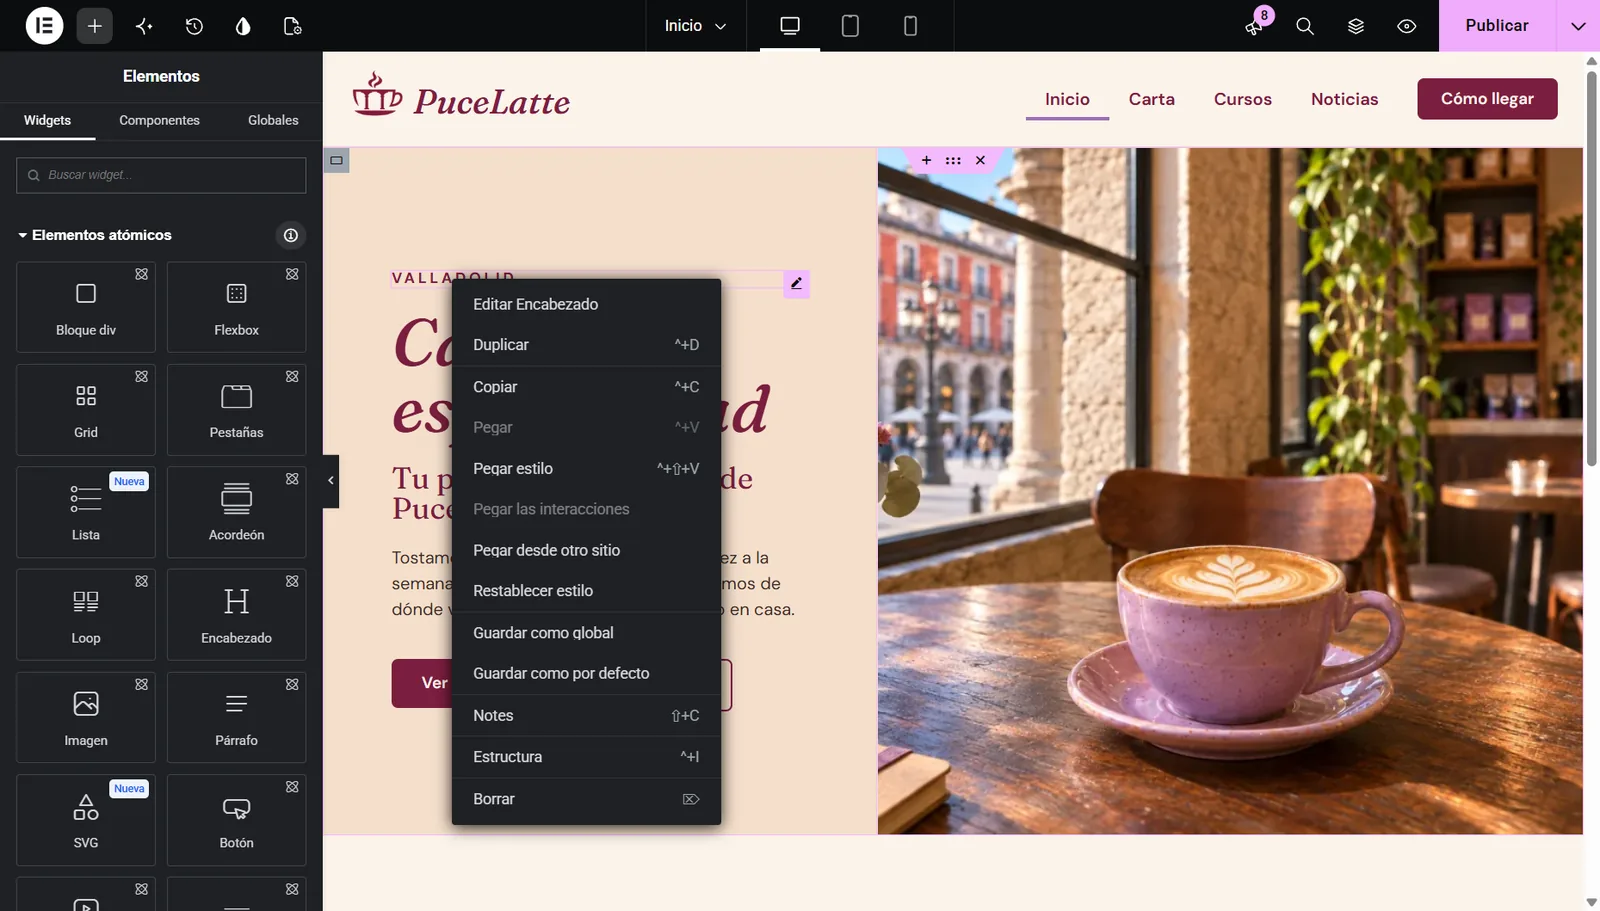 Inicio
8
Publicar
Elementos
Widgets
Componentes
Globales
Buscar widget...
Elementos atómicos
Bloque div
Flexbox
Grid
Pestañas
Nueva
Lista
Acordeón
Loop
Encabezado
Imagen
Párrafo
Nueva
SVG
Botón
PuceLatte
Inicio
Carta
Cursos
Noticias
Cómo llegar
VALLADOLID
Tu
de
Tostam
ez a la
semana
mos de
dónde
en casa.
Ver
Editar Encabezado
Duplicar ^+D
Copiar ^+C
Pegar ^+V
Pegar estilo ^+⇧+V
Pegar las interacciones
Pegar desde otro sitio
Restablecer estilo
Guardar como global
Guardar como por defecto
Notes ⇧+C
Estructura ^+I
Borrar ⌦